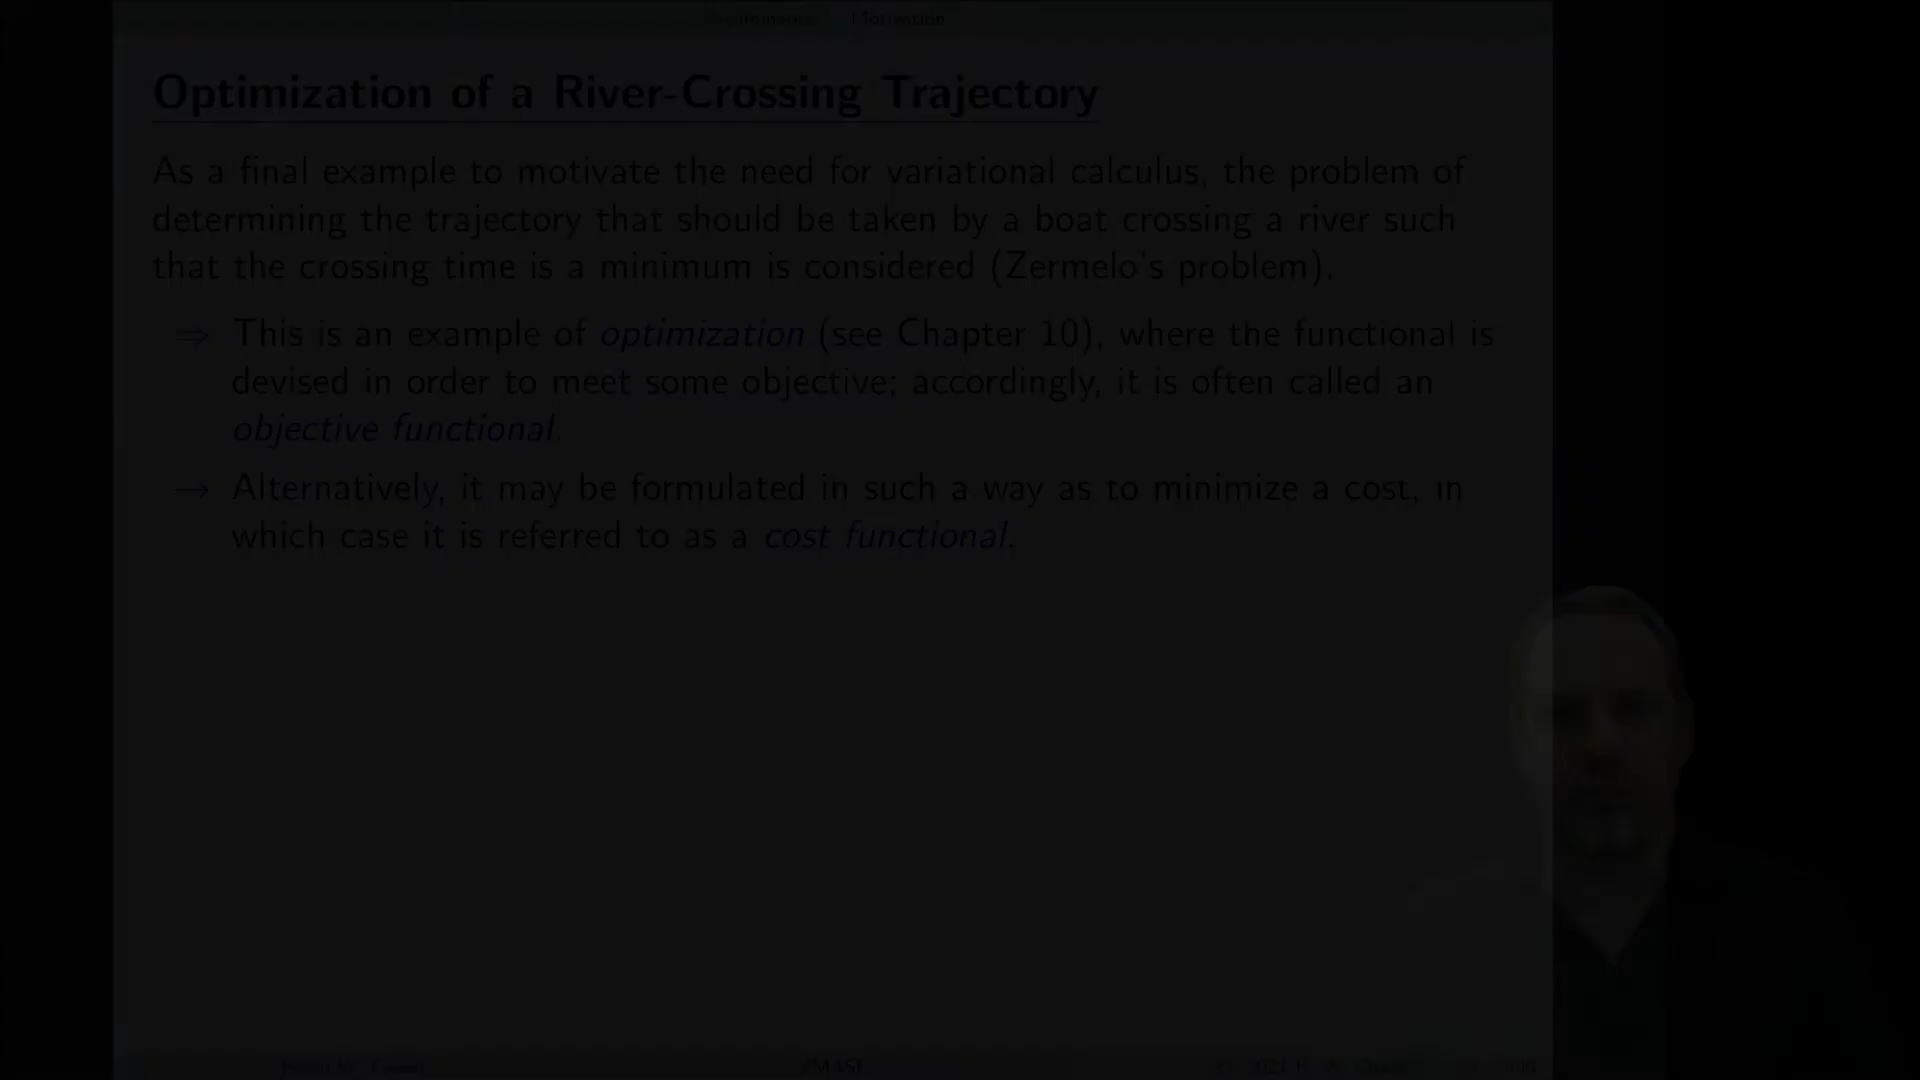 Preliminaries Motivation
Optimization of a River-Crossing Trajectory
As a final example to motivate the need for variational calculus, the problem of
determining the trajectory that should be taken by a boat crossing a river such
that the crossing time is a minimum is considered (Zermelo's problem).
⇒ This is an example of optimization (see Chapter 10), where the functional is
devised in order to meet some objective; accordingly, it is often called an
objective functional.
→ Alternatively, it may be formulated in such a way as to minimize a cost, in
which case it is referred to as a cost functional.